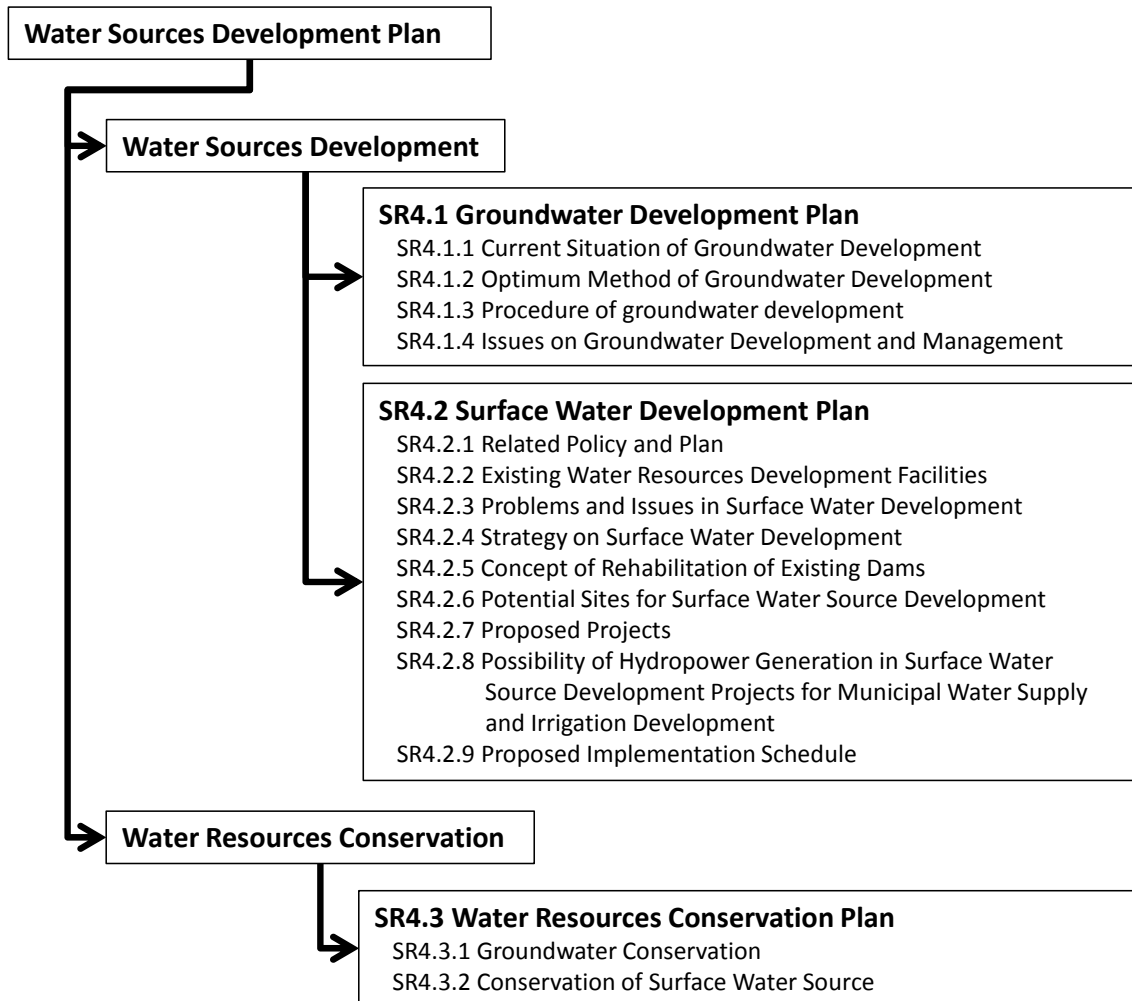 Water Sources Development Plan
Water Sources Development
SR4.1 Groundwater Development Plan
SR4.1.1 Current Situation of Groundwater Development
SR4.1.2 Optimum Method of Groundwater Development
SR4.1.3 Procedure of groundwater development
SR4.1.4 Issues on Groundwater Development and Management
SR4.2 Surface Water Development Plan
SR4.2.1 Related Policy and Plan
SR4.2.2 Existing Water Resources Development Facilities
SR4.2.3 Problems and Issues in Surface Water Development
SR4.2.4 Strategy on Surface Water Development
SR4.2.5 Concept of Rehabilitation of Existing Dams
SR4.2.6 Potential Sites for Surface Water Source Development
SR4.2.7 Proposed Projects
SR4.2.8 Possibility of Hydropower Generation in Surface Water
Source Development Projects for Municipal Water Supply
and Irrigation Development
SR4.2.9 Proposed Implementation Schedule
Water Resources Conservation
SR4.3 Water Resources Conservation Plan
SR4.3.1 Groundwater Conservation
SR4.3.2 Conservation of Surface Water Source